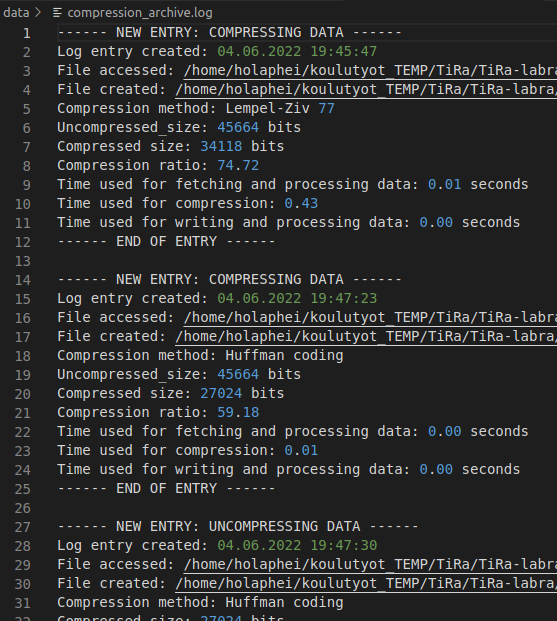 data > compression_archive.log
1 ------ NEW ENTRY: COMPRESSING DATA ------
2 Log entry created: 04.06.2022 19:45:47
3 File accessed: /home/holaphei/koulutyot_TEMP/TiRa/TiRa-labra
4 File created: /home/holaphei/koulutyot_TEMP/TiRa/TiRa-labra/
5 Compression method: Lempel-Ziv 77
6 Uncompressed_size: 45664 bits
7 Compressed size: 34118 bits
8 Compression ratio: 74.72
9 Time used for fetching and processing data: 0.01 seconds
10 Time used for compression: 0.43
11 Time used for writing and processing data: 0.00 seconds
12 ------ END OF ENTRY ------
13
14 ------ NEW ENTRY: COMPRESSING DATA ------
15 Log entry created: 04.06.2022 19:47:23
16 File accessed: /home/holaphei/koulutyot_TEMP/TiRa/TiRa-labra
17 File created: /home/holaphei/koulutyot_TEMP/TiRa/TiRa-labra/
18 Compression method: Huffman coding
19 Uncompressed_size: 45664 bits
20 Compressed size: 27024 bits
21 Compression ratio: 59.18
22 Time used for fetching and processing data: 0.00 seconds
23 Time used for compression: 0.01
24 Time used for writing and processing data: 0.00 seconds
25 ------ END OF ENTRY ------
26
27 ------ NEW ENTRY: UNCOMPRESSING DATA ------
28 Log entry created: 04.06.2022 19:47:30
29 File accessed: /home/holaphei/koulutyot_TEMP/TiRa/TiRa-labra
30 File created: /home/holaphei/koulutyot_TEMP/TiRa/TiRa-labra/
31 Compression method: Huffman coding
32 Compressed size: 27024 bits